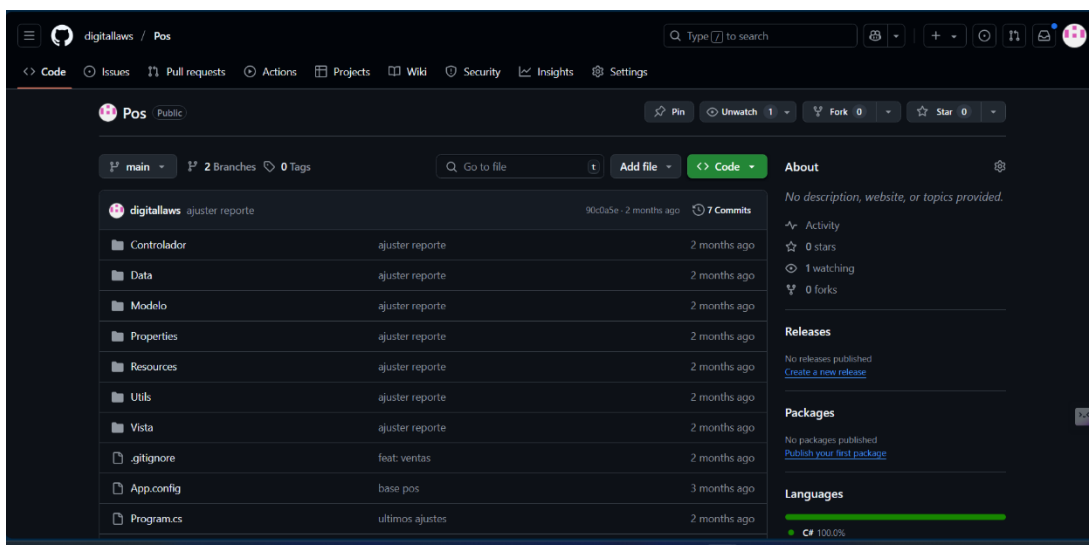 digitallaws / Pos
Type / to search
Code Issues Pull requests Actions Projects Wiki Security Insights Settings
Pos Public
Pin Unwatch 1 Fork 0 Star 0
main 2 Branches 0 Tags
Go to file t Add file Code
digitallaws ajuster reporte 90c0a5e · 2 months ago 7 Commits
Controlador ajuster reporte 2 months ago
Data ajuster reporte 2 months ago
Modelo ajuster reporte 2 months ago
Properties ajuster reporte 2 months ago
Resources ajuster reporte 2 months ago
Utils ajuster reporte 2 months ago
Vista ajuster reporte 2 months ago
.gitignore feat: ventas 2 months ago
App.config base pos 3 months ago
Program.cs ultimos ajustes 2 months ago
About
No description, website, or topics provided.
Activity
0 stars
1 watching
0 forks
Releases
No releases published
Create a new release
Packages
No packages published
Publish your first package
Languages
C# 100.0%